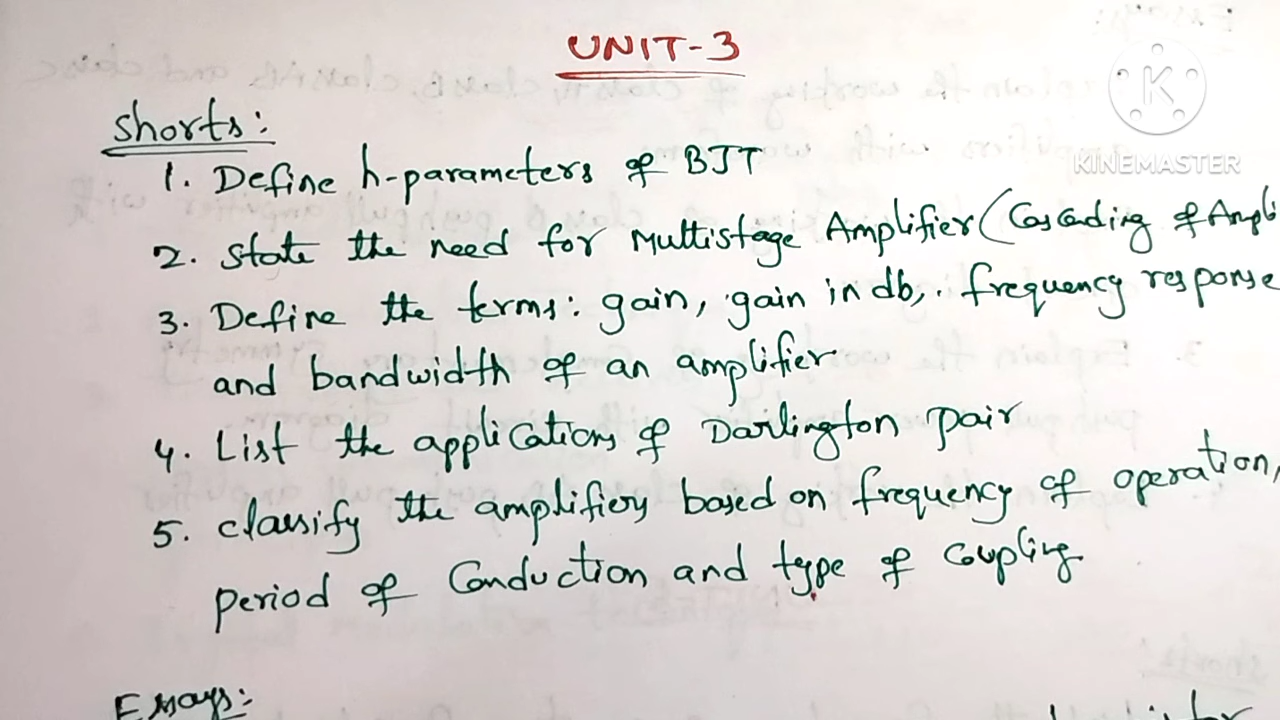 UNIT-3
K
KINEMASTER
Shorts:
1. Define h-parameters of BJT
2. State the need for Multistage Amplifier (Cascading of Ampli
3. Define the terms: gain, gain in db, frequency response
and bandwidth of an amplifier
4. List the applications of Darlington pair
5. classify the amplifiers based on frequency of operation,
period of Conduction and type of Coupling
Essays: